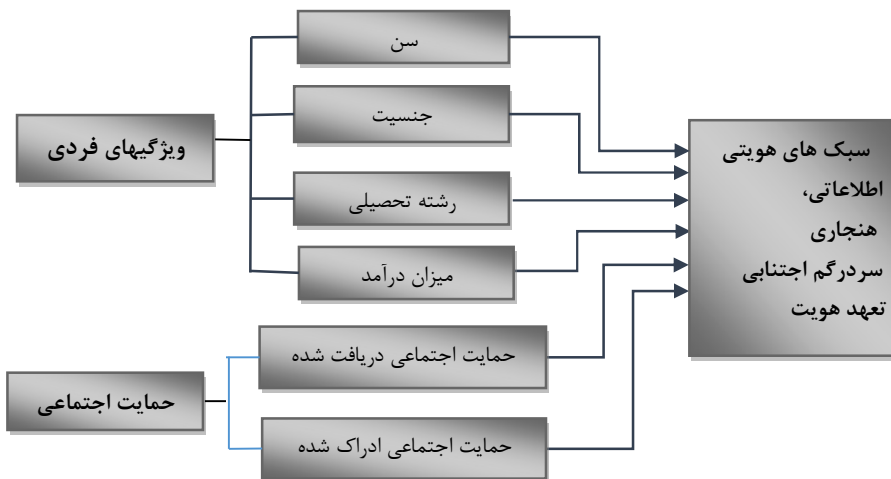 سن
جنسیت
ویژگیهای فردی
رشته تحصیلی
میزان درآمد
سبک های هویتی
اطلاعاتی،
هنجاری
سردرگم اجتنابی
تعهد هویت
حمایت اجتماعی دریافت شده
حمایت اجتماعی
حمایت اجتماعی ادراک شده